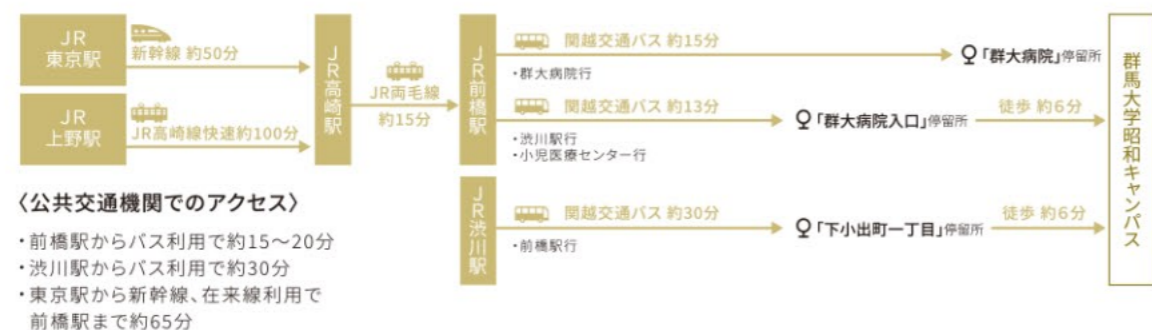 JR
東京駅
新幹線 約50分
JR
上野駅
JR高崎線快速約100分
JR高崎駅
JR両毛線
約15分
JR前橋駅
関越交通バス 約15分
・群大病院行
「群大病院」停留所
関越交通バス 約13分
・渋川駅行
・小児医療センター行
「群大病院入口」停留所
徒歩 約6分
JR渋川駅
関越交通バス 約30分
・前橋駅行
「下小出町一丁目」停留所
徒歩 約6分
群馬大学昭和キャンパス
〈公共交通機関でのアクセス〉
・前橋駅からバス利用で約15〜20分
・渋川駅からバス利用で約30分
・東京駅から新幹線、在来線利用で
前橋駅まで約65分